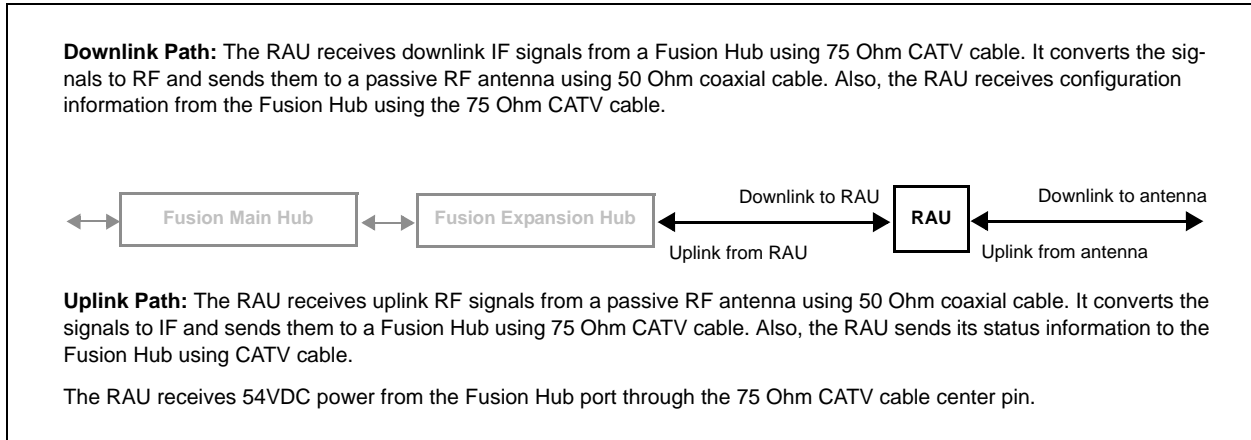 Downlink Path: The RAU receives downlink IF signals from a Fusion Hub using 75 Ohm CATV cable. It converts the sig-
nals to RF and sends them to a passive RF antenna using 50 Ohm coaxial cable. Also, the RAU receives configuration
information from the Fusion Hub using the 75 Ohm CATV cable.
Downlink to RAU
Downlink to antenna
Fusion Main Hub
Fusion Expansion Hub
RAU
Uplink from RAU
Uplink from antenna
Uplink Path: The RAU receives uplink RF signals from a passive RF antenna using 50 Ohm coaxial cable. It converts the
signals to IF and sends them to a Fusion Hub using 75 Ohm CATV cable. Also, the RAU sends its status information to the
Fusion Hub using CATV cable.
The RAU receives 54VDC power from the Fusion Hub port through the 75 Ohm CATV cable center pin.